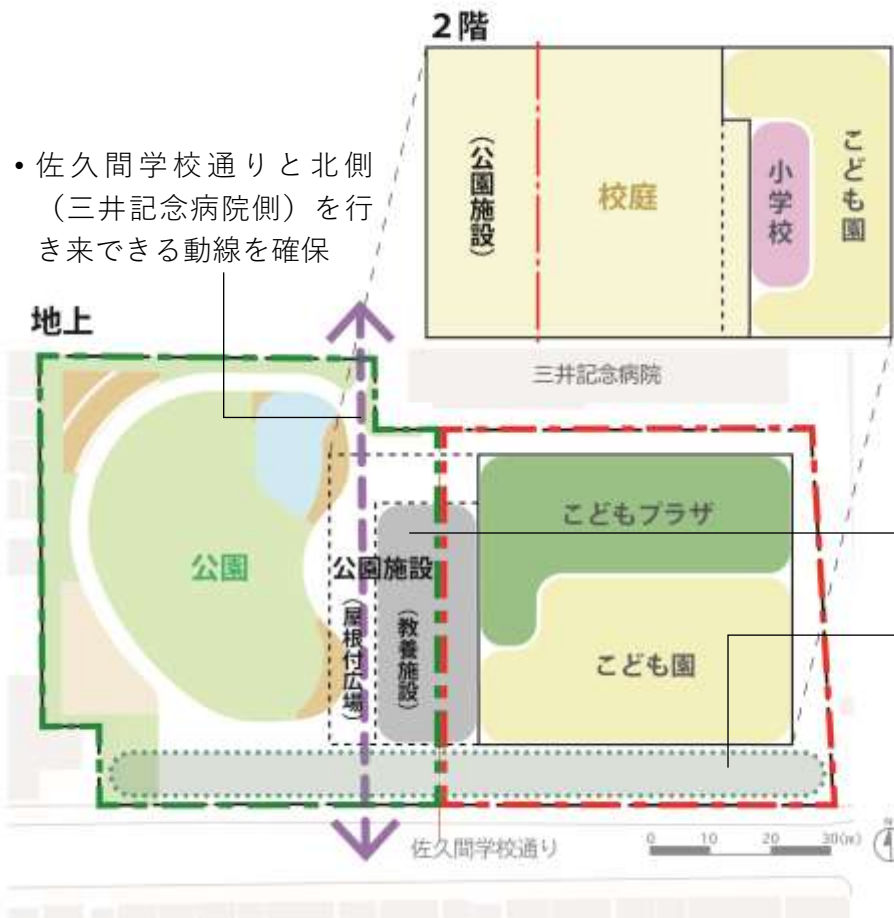 2階
• 佐久間学校通りと北側
(三井記念病院側)を行
き来できる動線を確保
(公園施設)
校庭
小学校
こども園
地上
三井記念病院
こどもプラザ
公園
公園施設
(屋根付広場)
(教養施設)
こども園
佐久間学校通り
0 10 20 30(m)
N